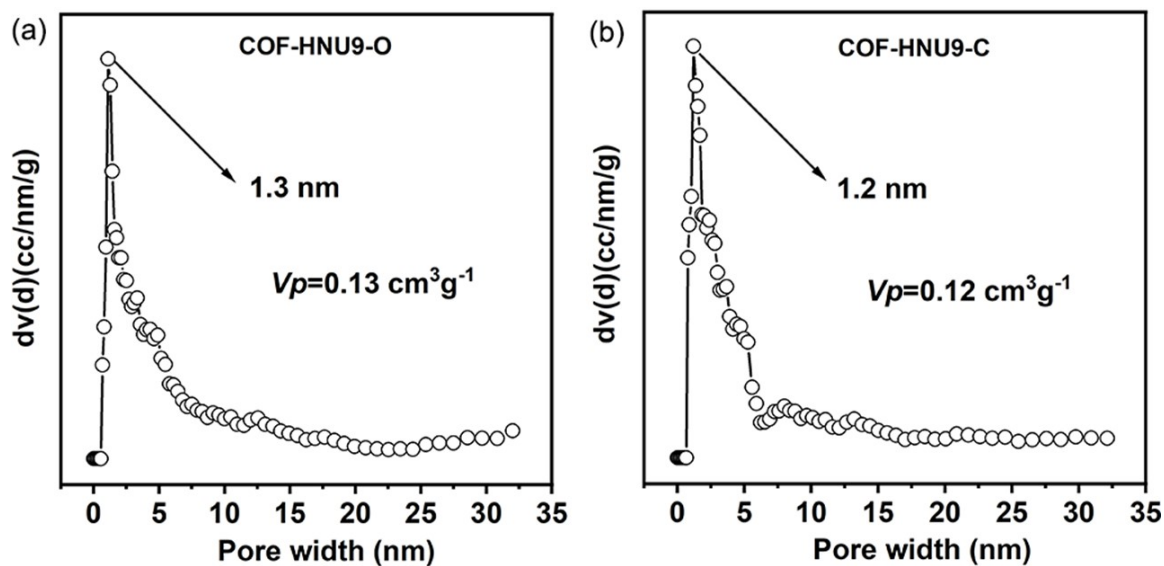 (a)
COF-HNU9-O
dv(d)(cc/nm/g)
1.3 nm
Vp=0.13 cm³g⁻¹
0 5 10 15 20 25 30 35
Pore width (nm)
(b)
COF-HNU9-C
dv(d)(cc/nm/g)
1.2 nm
Vp=0.12 cm³g⁻¹
0 5 10 15 20 25 30 35
Pore width (nm)